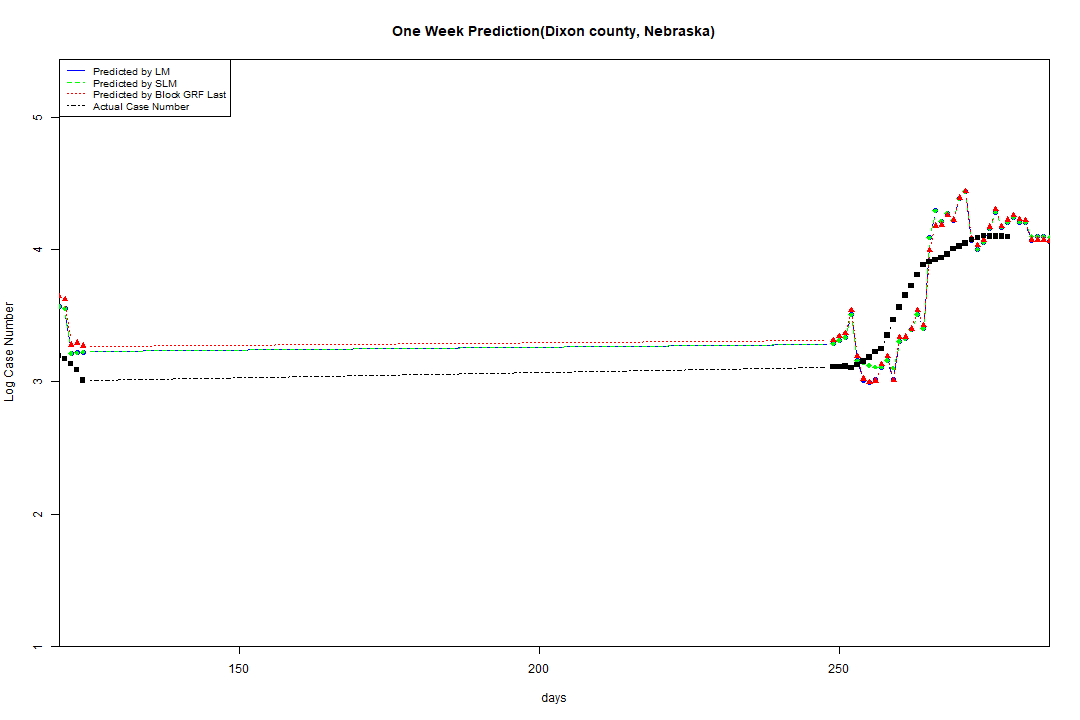 One Week Prediction(Dixon county, Nebraska)
Predicted by LM
Predicted by SLM
Predicted by Block GRF Last
Actual Case Number
5
4
3
2
1
Log Case Number
150
200
250
days